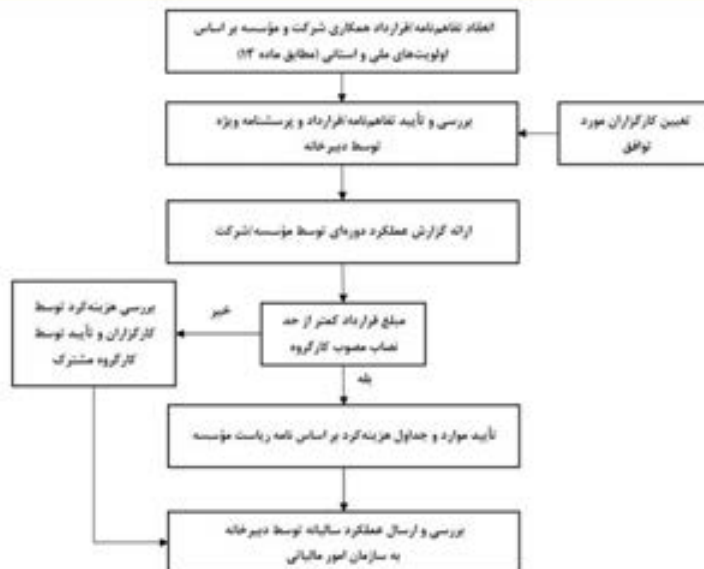 انعقاد تفاهم‌نامه/قرارداد همکاری شرکت و مؤسسه بر اساس
اولویت‌های ملی و استانی (مطابق ماده ۱۳)
بررسی و تأیید تفاهم‌نامه/قرارداد و پرسشنامه ویژه
توسط دبیرخانه
تعیین کارگزاران مورد
توافق
ارائه گزارش عملکرد دوره‌ای توسط مؤسسه/شرکت
مبلغ قرارداد کمتر از حد
نصاب مصوب کارگروه
خیر
بررسی هزینه‌کرد توسط
کارگزاران و تأیید توسط
کارگروه مشترک
بله
تأیید موارد و جداول هزینه‌کرد بر اساس نامه ریاست مؤسسه
بررسی و ارسال عملکرد سالیانه توسط دبیرخانه
به سازمان امور مالیاتی